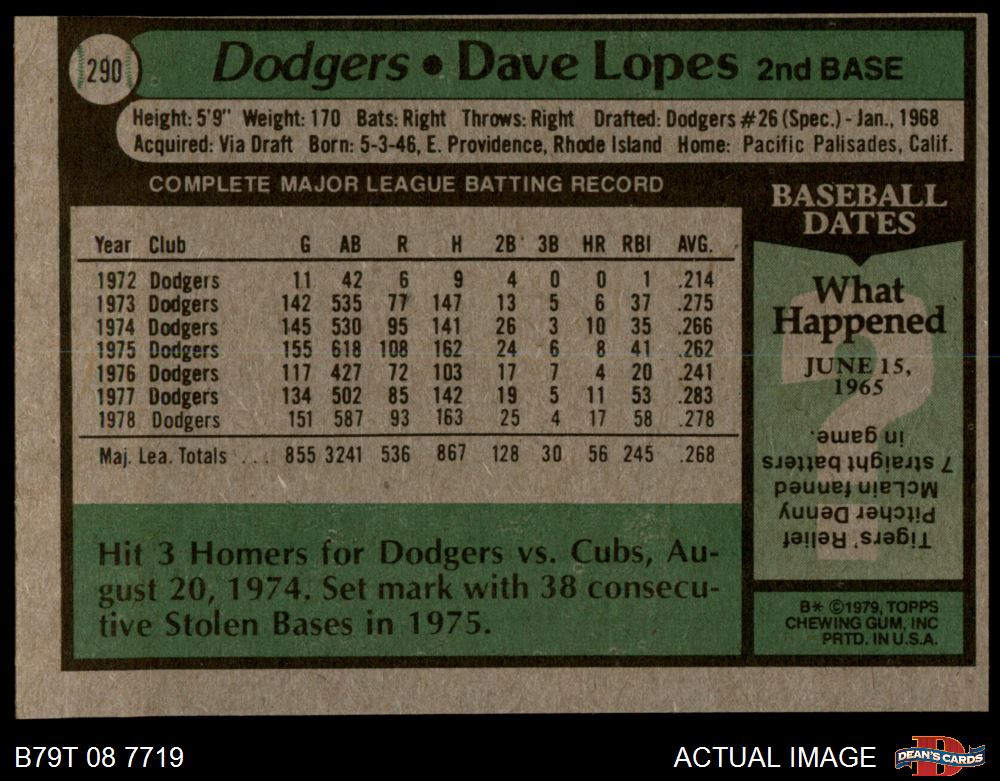 290
Dodgers • Dave Lopes 2nd BASE
Height: 5'9" Weight: 170 Bats: Right Throws: Right Drafted: Dodgers #26 (Spec.) - Jan., 1968
Acquired: Via Draft Born: 5-3-46, E. Providence, Rhode Island Home: Pacific Palisades, Calif.
COMPLETE MAJOR LEAGUE BATTING RECORD
Year Club G AB R H 2B 3B HR RBI AVG.
1972 Dodgers 11 42 6 9 4 0 0 1 .214
1973 Dodgers 142 535 77 147 13 5 6 37 .275
1974 Dodgers 145 530 95 141 26 3 10 35 .266
1975 Dodgers 155 618 108 162 24 6 8 41 .262
1976 Dodgers 117 427 72 103 17 7 4 20 .241
1977 Dodgers 134 502 85 142 19 5 11 53 .283
1978 Dodgers 151 587 93 163 25 4 17 58 .278
Maj. Lea. Totals ... 855 3241 536 867 128 30 56 245 .268
Hit 3 Homers for Dodgers vs. Cubs, Au-
gust 20, 1974. Set mark with 38 consecu-
tive Stolen Bases in 1975.
BASEBALL
DATES
What
Happened
JUNE 15,
1965
?
Tigers' Relief
Pitcher Denny
McLain fanned
7 straight batters
in game.
B* ©1979, TOPPS
CHEWING GUM, INC
PRTD. IN U.S.A.
B79T 08 7719
ACTUAL IMAGE
D
DEAN'S CARDS